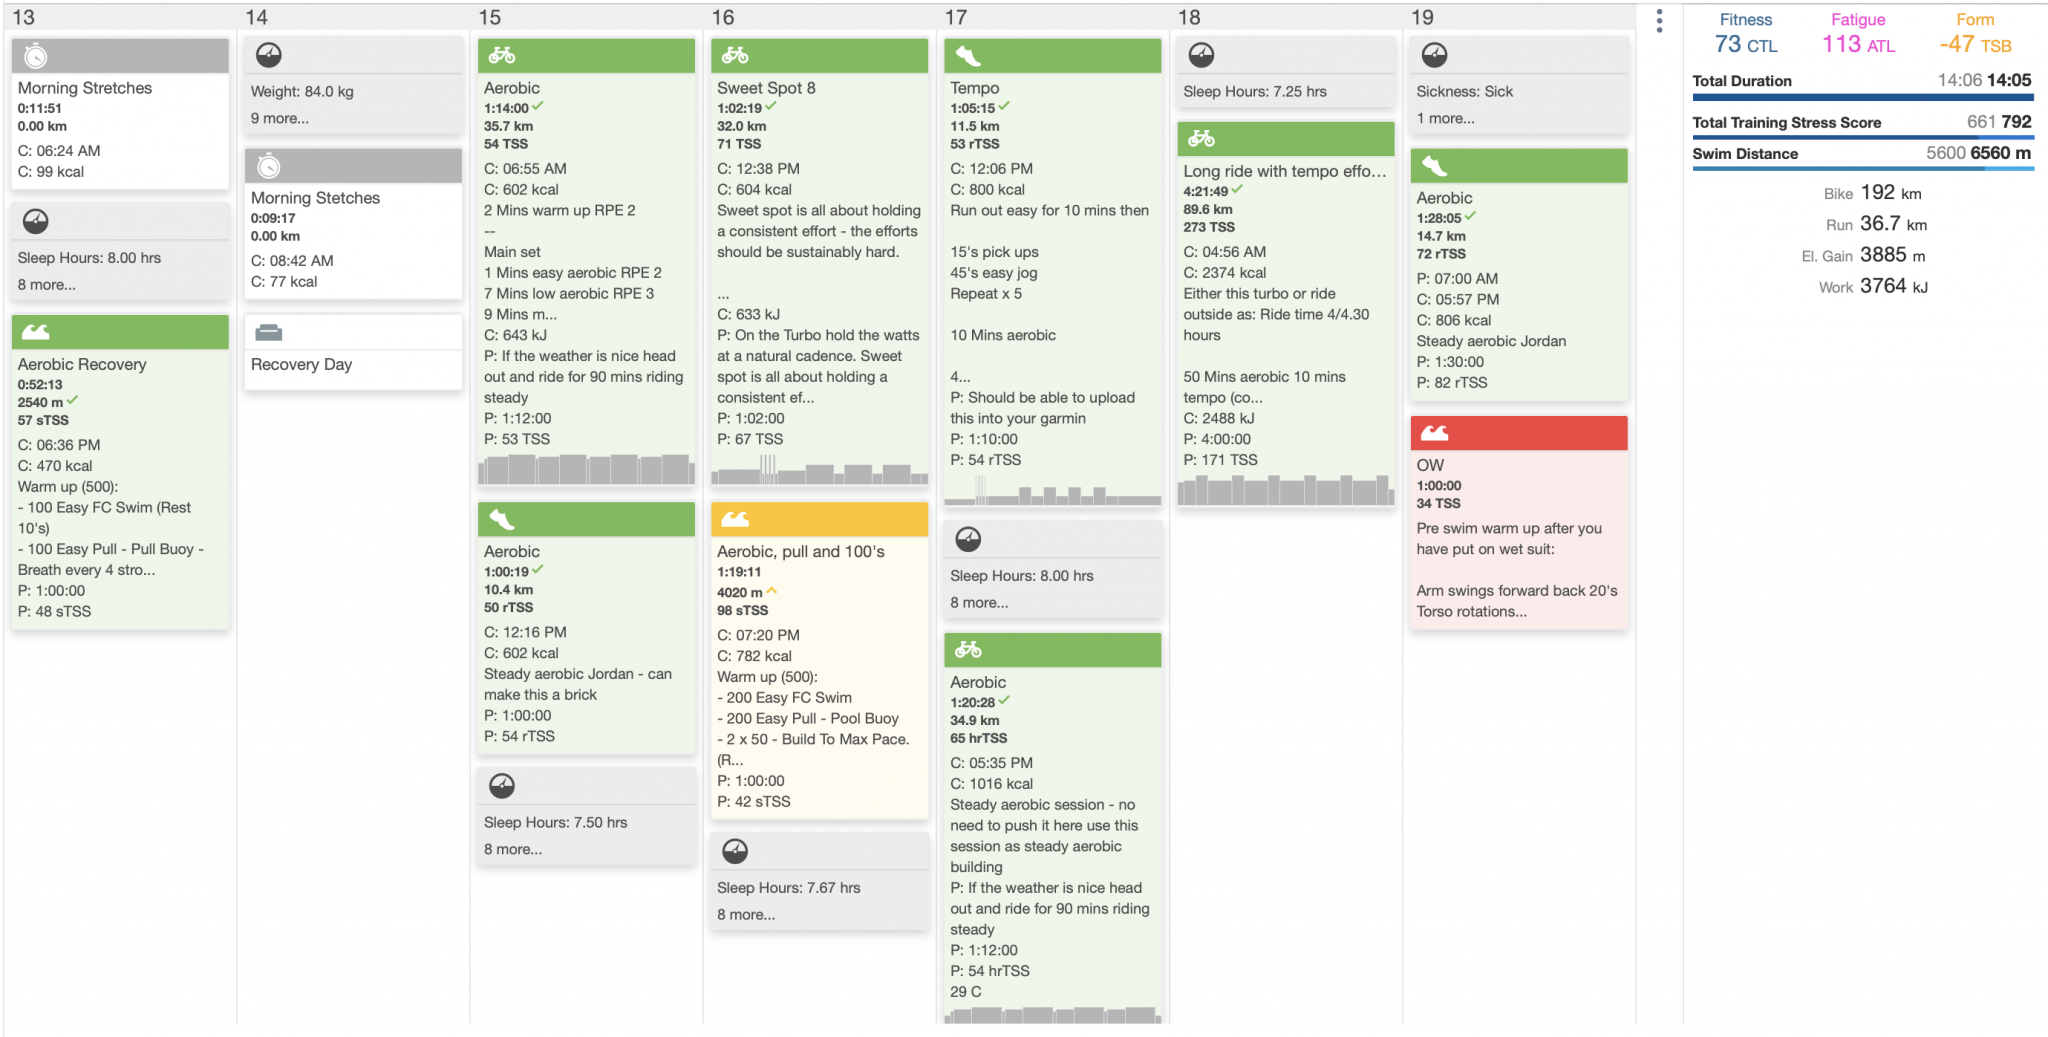 13
Morning Stretches
0:11:51
0.00 km
C: 06:24 AM
C: 99 kcal
Sleep Hours: 8.00 hrs
8 more...
Aerobic Recovery
0:52:13
2540 m
57 sTSS
C: 06:36 PM
C: 470 kcal
Warm up (500):
- 100 Easy FC Swim (Rest
10's)
- 100 Easy Pull - Pull Buoy -
Breath every 4 stro...
P: 1:00:00
P: 48 sTSS
14
Weight: 84.0 kg
9 more...
Morning Stetches
0:09:17
0.00 km
C: 08:42 AM
C: 77 kcal
Recovery Day
15
Aerobic
1:14:00
35.7 km
54 TSS
C: 06:55 AM
C: 602 kcal
2 Mins warm up RPE 2
--
Main set
1 Mins easy aerobic RPE 2
7 Mins low aerobic RPE 3
9 Mins m...
C: 643 kJ
P: If the weather is nice head
out and ride for 90 mins riding
steady
P: 1:12:00
P: 53 TSS
Aerobic
1:00:19
10.4 km
50 rTSS
C: 12:16 PM
C: 602 kcal
Steady aerobic Jordan - can
make this a brick
P: 1:00:00
P: 54 rTSS
Sleep Hours: 7.50 hrs
8 more...
16
Sweet Spot 8
1:02:19
32.0 km
71 TSS
C: 12:38 PM
C: 604 kcal
Sweet spot is all about holding
a consistent effort - the efforts
should be sustainably hard.
...
C: 633 kJ
P: On the Turbo hold the watts
at a natural cadence. Sweet
spot is all about holding a
consistent ef...
P: 1:02:00
P: 67 TSS
Aerobic, pull and 100's
1:19:11
4020 m
98 sTSS
C: 07:20 PM
C: 782 kcal
Warm up (500):
- 200 Easy FC Swim
- 200 Easy Pull - Pool Buoy
- 2 x 50 - Build To Max Pace.
(R...
P: 1:00:00
P: 42 sTSS
Sleep Hours: 7.67 hrs
8 more...
17
Tempo
1:05:15
11.5 km
53 rTSS
C: 12:06 PM
C: 800 kcal
Run out easy for 10 mins then
15's pick ups
45's easy jog
Repeat x 5
10 Mins aerobic
4...
P: Should be able to upload
this into your garmin
P: 1:10:00
P: 54 rTSS
Sleep Hours: 8.00 hrs
8 more...
Aerobic
1:20:28
34.9 km
65 hrTSS
C: 05:35 PM
C: 1016 kcal
Steady aerobic session - no
need to push it here use this
session as steady aerobic
building
P: If the weather is nice head
out and ride for 90 mins riding
steady
P: 1:12:00
P: 54 hrTSS
29 C
18
Sleep Hours: 7.25 hrs
Long ride with tempo effo...
4:21:49
89.6 km
273 TSS
C: 04:56 AM
C: 2374 kcal
Either this turbo or ride
outside as: Ride time 4/4.30
hours
50 Mins aerobic 10 mins
tempo (co...
C: 2488 kJ
P: 4:00:00
P: 171 TSS
19
Sickness: Sick
1 more...
Aerobic
1:28:05
14.7 km
72 rTSS
P: 07:00 AM
C: 05:57 PM
C: 806 kcal
Steady aerobic Jordan
P: 1:30:00
P: 82 rTSS
OW
1:00:00
34 TSS
Pre swim warm up after you
have put on wet suit:
Arm swings forward back 20's
Torso rotations...
Fitness Fatigue Form
73 CTL 113 ATL -47 TSB
Total Duration 14:06 14:05
Total Training Stress Score 661 792
Swim Distance 5600 6560 m
Bike 192 km
Run 36.7 km
El. Gain 3885 m
Work 3764 kJ